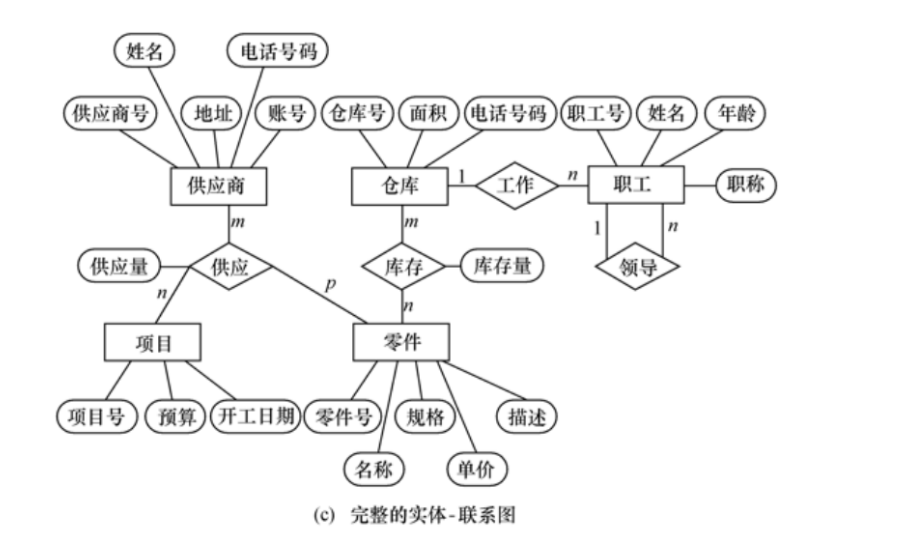 姓名 电话号码
供应商号 地址 账号 仓库号 面积 电话号码 职工号 姓名 年龄
供应商 仓库 1 工作 n 职工 职称
m m 1 n
供应量 供应 库存 库存量 领导
n p n
项目 零件
项目号 预算 开工日期 零件号 规格 描述
名称 单价
(c) 完整的实体-联系图